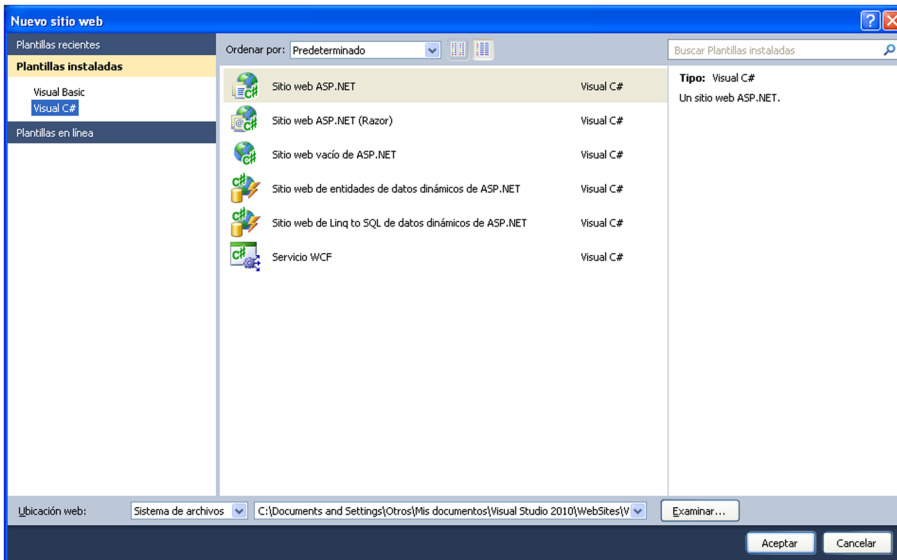 Nuevo sitio web
Plantillas recientes
Plantillas instaladas
Visual Basic
Visual C#
Plantillas en línea
Ordenar por: Predeterminado
Sitio web ASP.NET Visual C#
Sitio web ASP.NET (Razor) Visual C#
Sitio web vacío de ASP.NET Visual C#
Sitio web de entidades de datos dinámicos de ASP.NET Visual C#
Sitio web de Linq to SQL de datos dinámicos de ASP.NET Visual C#
Servicio WCF Visual C#
Buscar Plantillas instaladas
Tipo: Visual C#
Un sitio web ASP.NET.
Ubicación web: Sistema de archivos C:\Documents and Settings\Otros\Mis documentos\Visual Studio 2010\WebSites\V Examinar...
Aceptar Cancelar